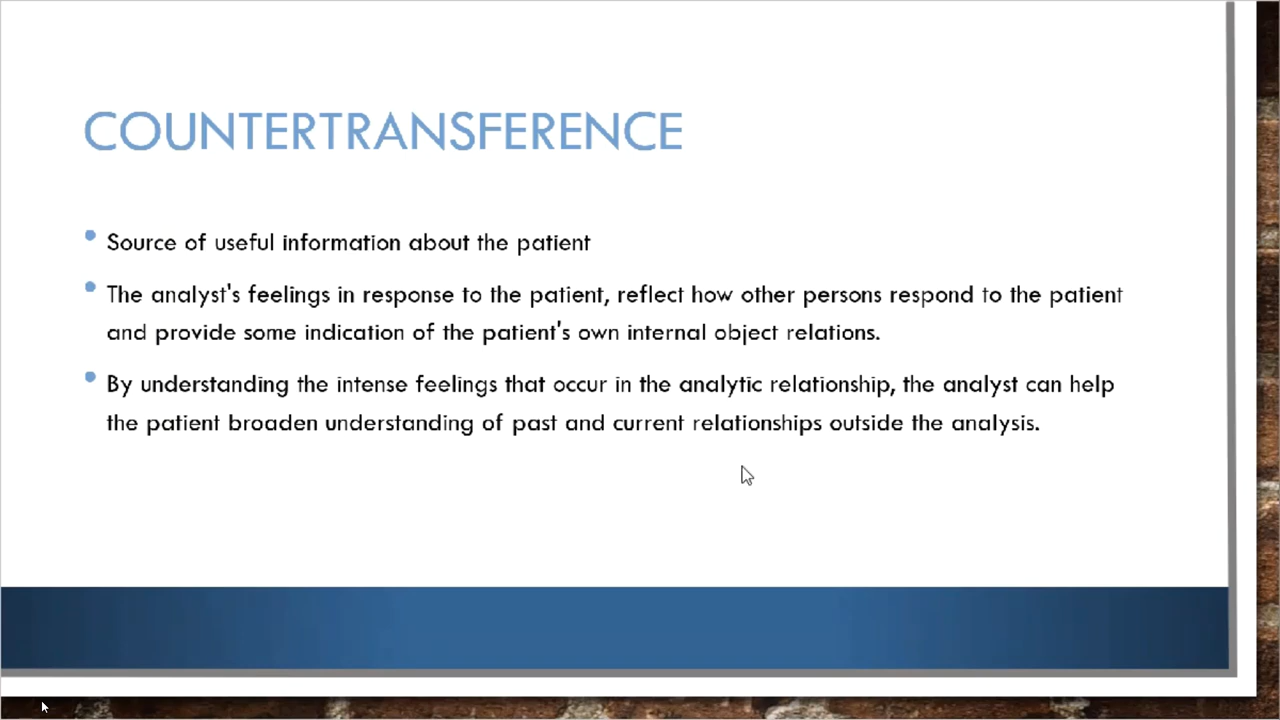 COUNTERTRANSFERENCE
• Source of useful information about the patient
• The analyst's feelings in response to the patient, reflect how other persons respond to the patient
and provide some indication of the patient's own internal object relations.
• By understanding the intense feelings that occur in the analytic relationship, the analyst can help
the patient broaden understanding of past and current relationships outside the analysis.